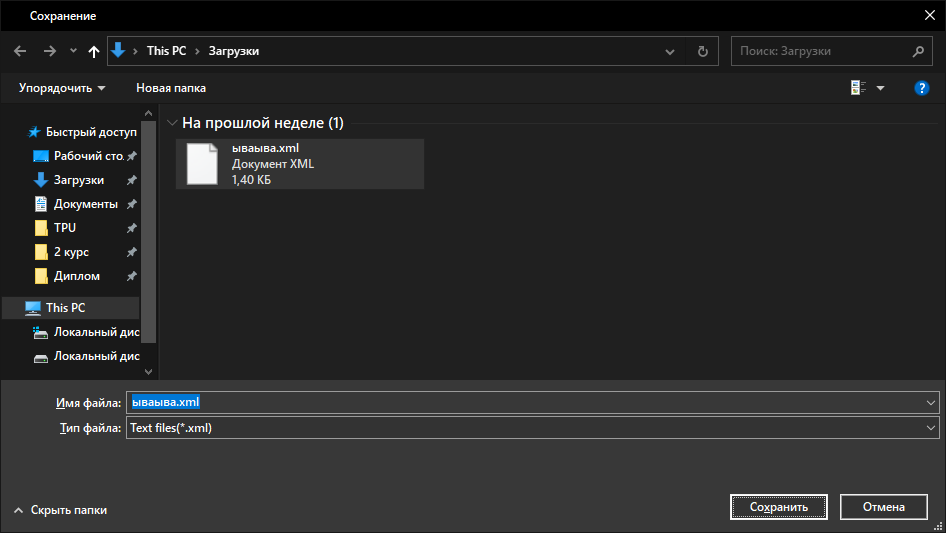 Сохранение
This PC
Загрузки
Поиск: Загрузки
Упорядочить
Новая папка
?
Быстрый доступ
Рабочий сто.
Загрузки
Документы
TPU
2 курс
Диплом
This PC
Локальный дис
Локальный дис
На прошлой неделе (1)
ываыва.xml
Документ XML
1,40 КБ
Имя файла: ываыва.xml
Тип файла: Text files(*.xml)
Скрыть папки
Сохранить
Отмена